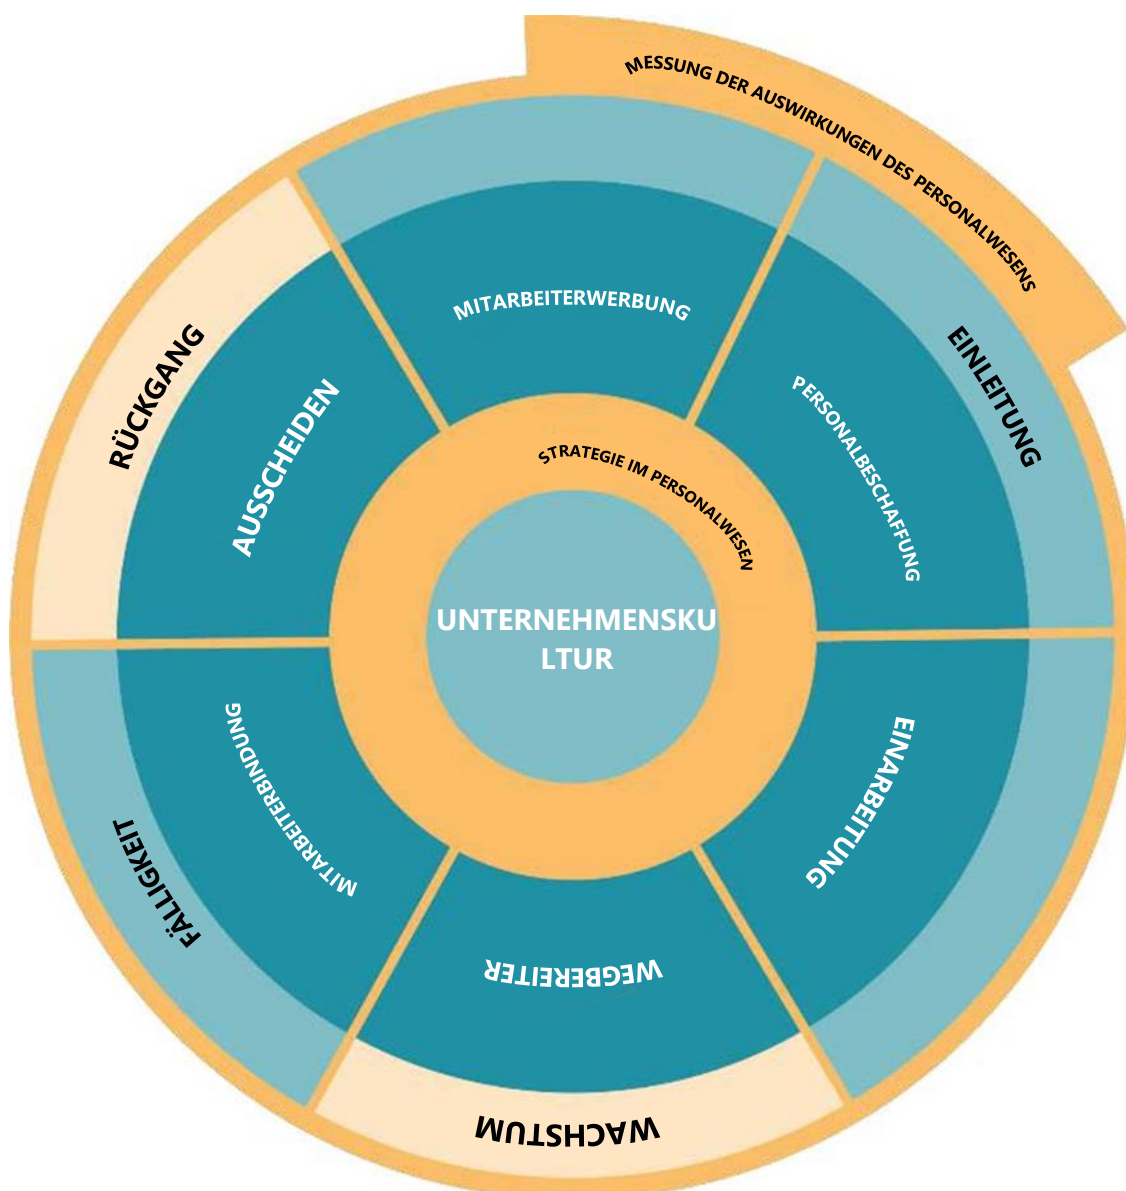 MESSUNG DER AUSWIRKUNGEN DES PERSONALWESENS
EINLEITUNG
MITARBEITERWERBUNG
PERSONALBESCHAFFUNG
STRATEGIE IM PERSONALWESEN
UNTERNEHMENSKU
LTUR
EINARBEITUNG
WEGBEREITER
WACHSTUM
MITARBEITERBINDUNG
FÄLLIGKEIT
AUSSCHEIDEN
RÜCKGANG